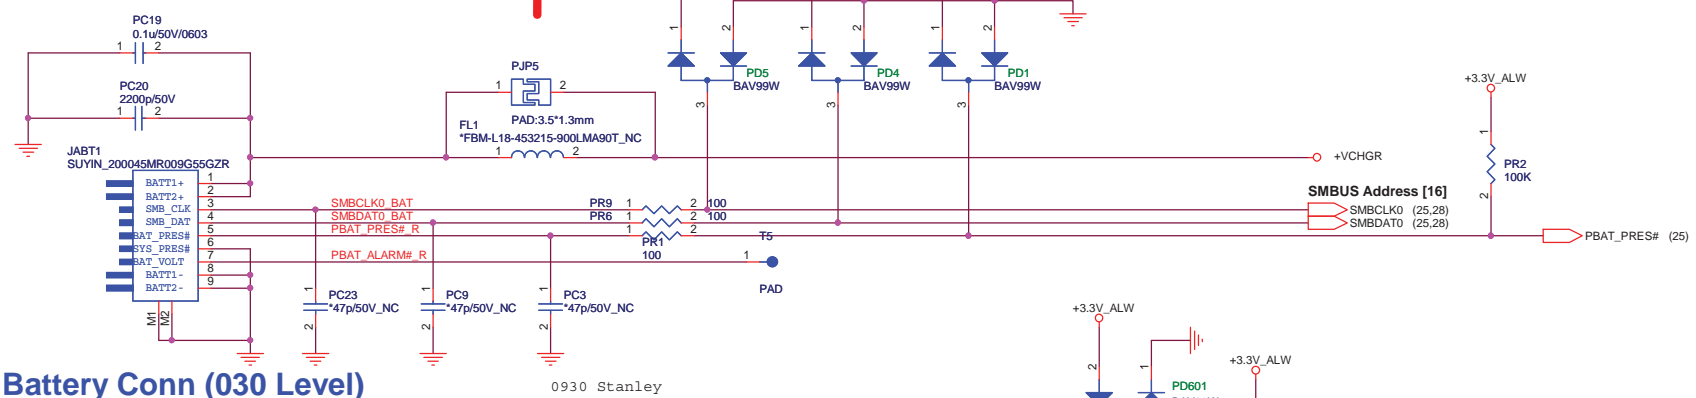 PC19
0.1u/50V/0603
1 2
PC20
2200p/50V
1 2
JABT1
SUYIN_200045MR009G55GZR
BATT1+ 1
BATT2+ 2
SMB_CLK 3
SMB_DAT 4
BAT_PRES# 5
SYS_PRES# 6
BAT_VOLT 7
BATT1- 8
BATT2- 9
M1
M2
PJP5
1 2
PAD:3.5*1.3mm
FL1
*FBM-L18-453215-900LMA90T_NC
1 2
1 2
PD5
BAV99W
3
1 2
PD4
BAV99W
3
1 2
PD1
BAV99W
3
+VCHGR
+3.3V_ALW
1
PR2
100K
2
SMBUS Address [16]
SMBCLK0 (25,28)
SMBDAT0 (25,28)
PBAT_PRES# (25)
SMBCLK0_BAT
SMBDAT0_BAT
PBAT_PRES#_R
PBAT_ALARM#_R
PR9 1 2 100
PR6 1 2 100
1 2
PR1
100
T5
1
PAD
1
PC23
*47p/50V_NC
2
1
PC9
*47p/50V_NC
2
1
PC3
*47p/50V_NC
2
+3.3V_ALW
2
1
PD601
+3.3V_ALW
Battery Conn (030 Level)
0930 Stanley